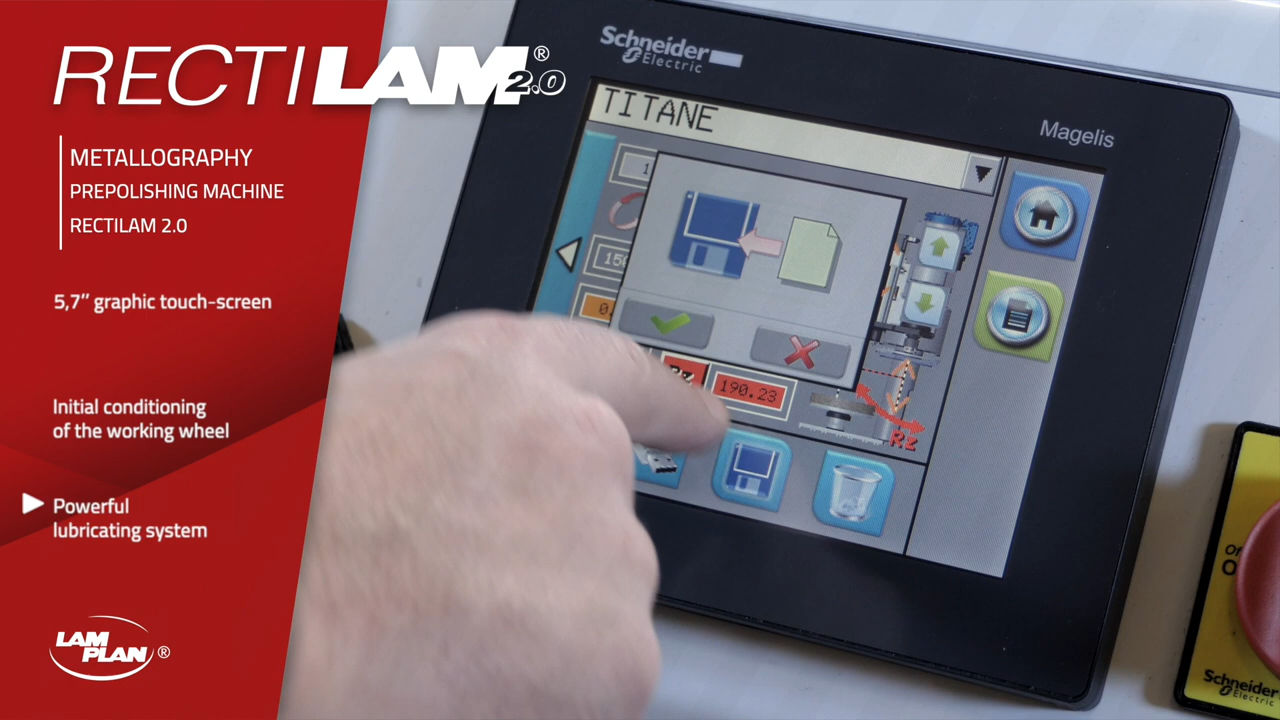 RECTILAM® 2.0
METALLOGRAPHY
PREPOLISHING MACHINE
RECTILAM 2.0
5,7” graphic touch-screen
Initial conditioning
of the working wheel
Powerful
lubricating system
LAM
PLAN ®
Schneider
Electric
Magelis
TITANE
190.23
Rz
Schneider
Electric